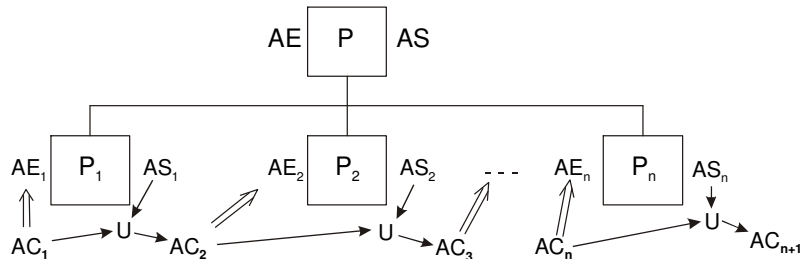 AE P AS
AE₁ P₁ AS₁ AE₂ P₂ AS₂ - - - AEₙ Pₙ ASₙ
AC₁ U AC₂ U AC₃ ACₙ U ACₙ₊₁